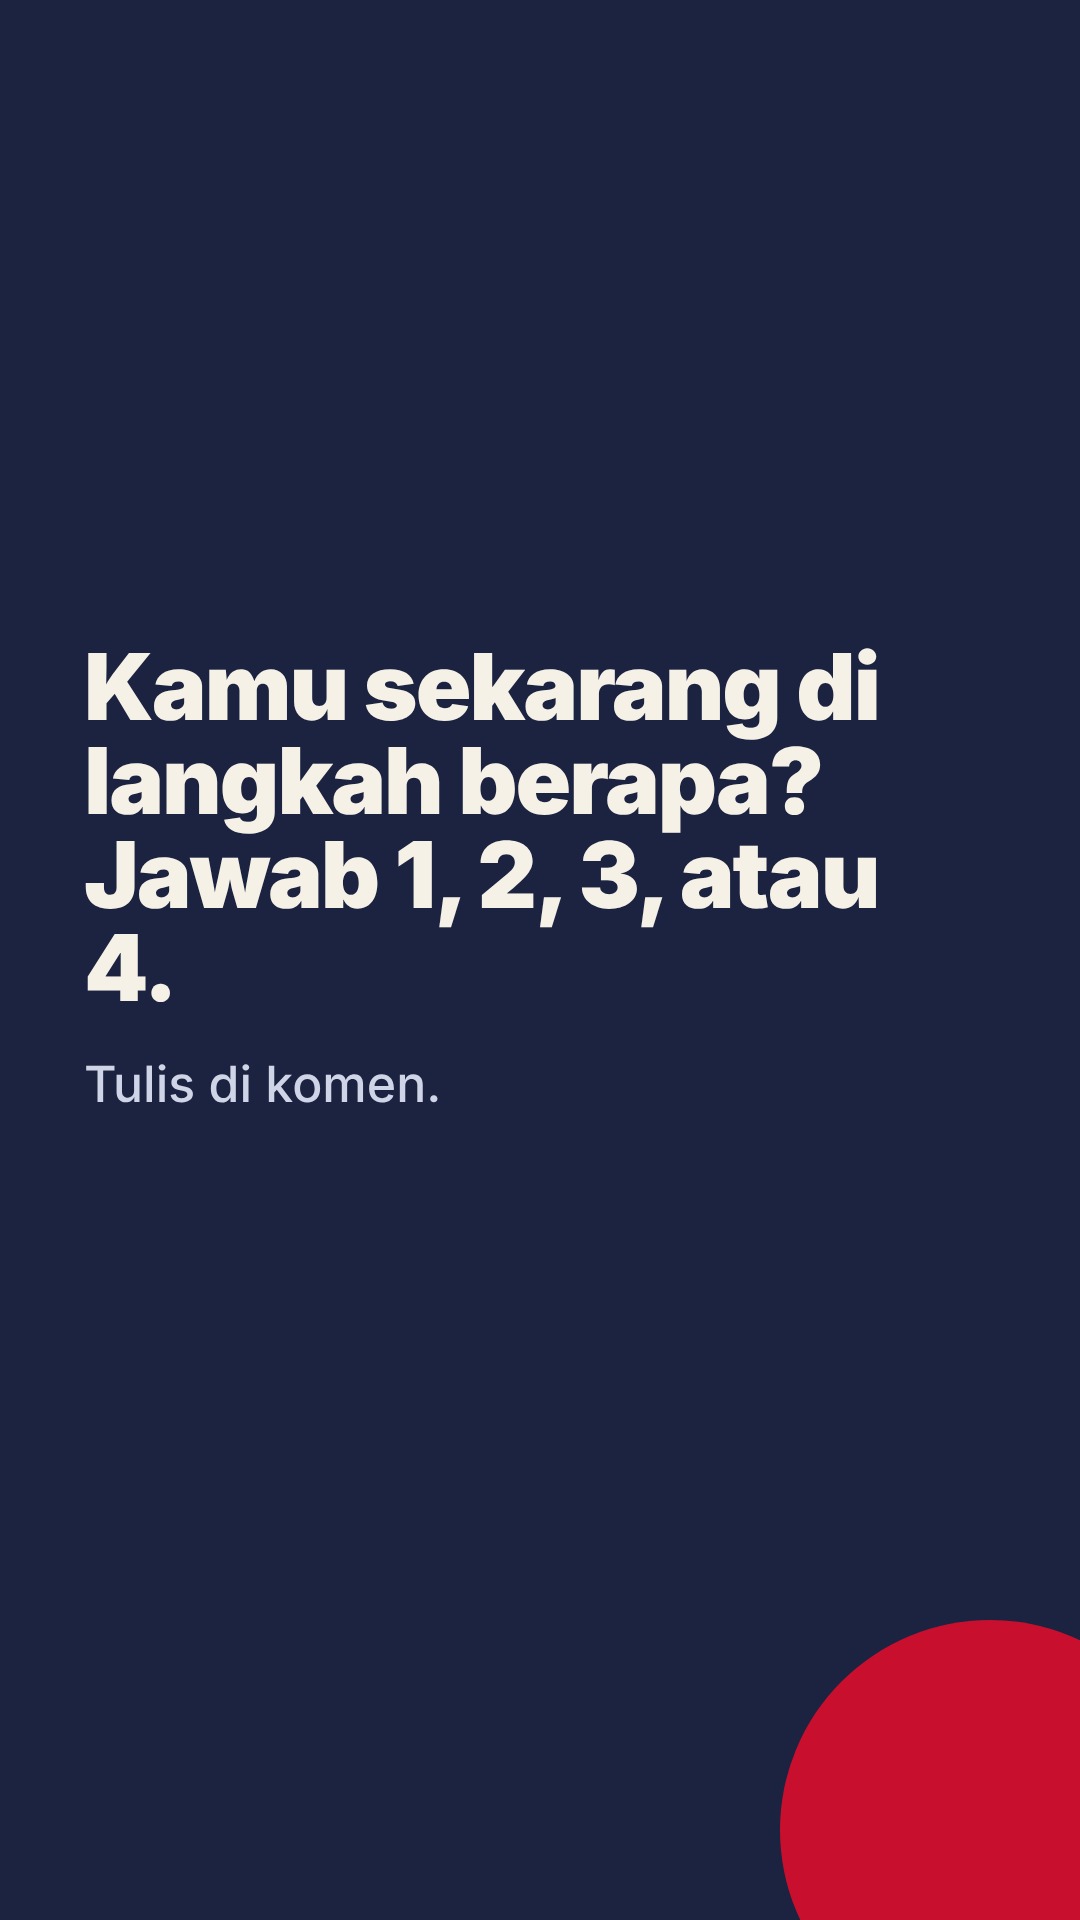 Kamu sekarang di
langkah berapa?
Jawab 1, 2, 3, atau
4.
Tulis di komen.